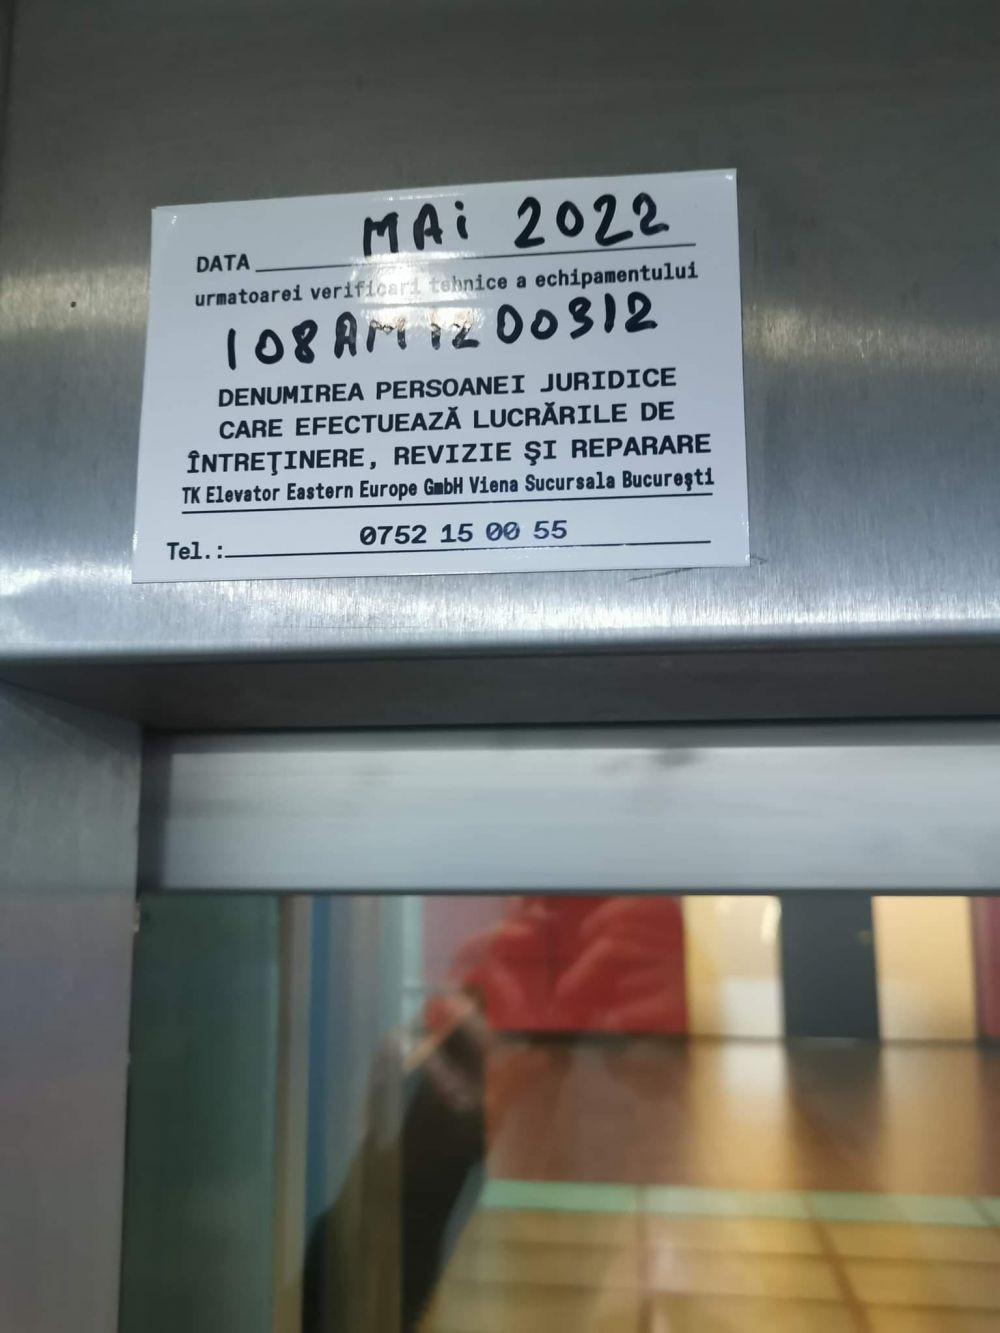 DATA MAi 2022
urmatoarei verificari tehnice a echipamentului
108AM1200312
DENUMIREA PERSOANEI JURIDICE
CARE EFECTUEAZĂ LUCRĂRILE DE
ÎNTREŢINERE, REVIZIE ŞI REPARARE
TK Elevator Eastern Europe GmbH Viena Sucursala Bucureşti
Tel.: 0752 15 00 55